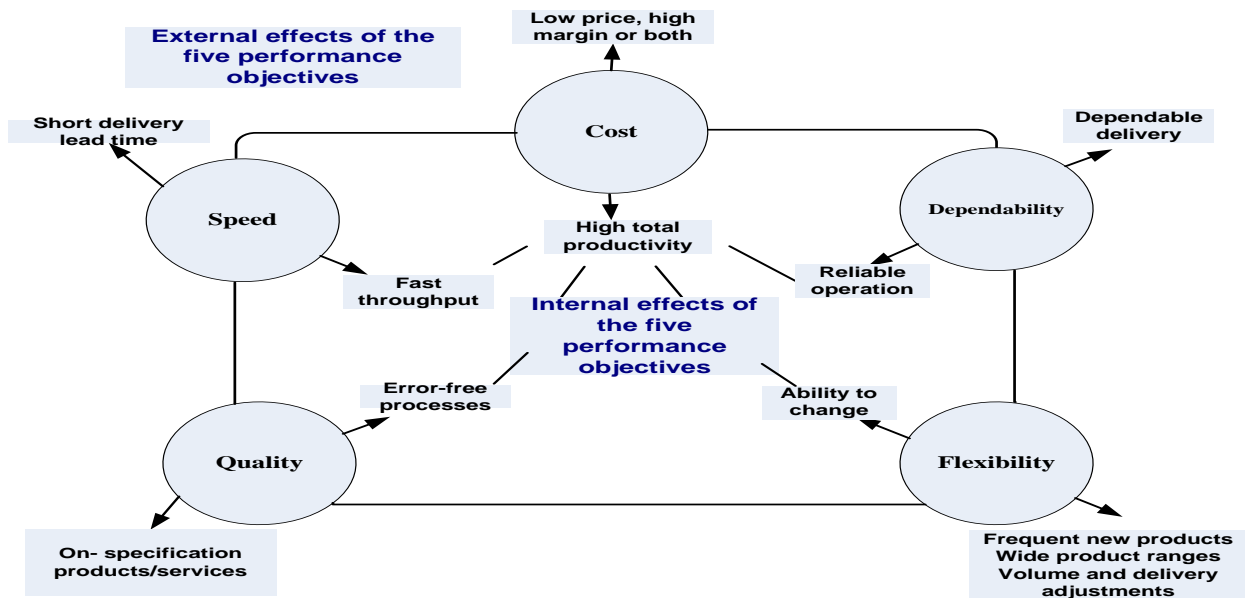 External effects of the
five performance
objectives
Low price, high
margin or both
Short delivery
lead time
Cost
Dependable
delivery
Speed
Dependability
High total
productivity
Fast
throughput
Reliable
operation
Internal effects of
the five
performance
objectives
Error-free
processes
Ability to
change
Quality
Flexibility
On- specification
products/services
Frequent new products
Wide product ranges
Volume and delivery
adjustments